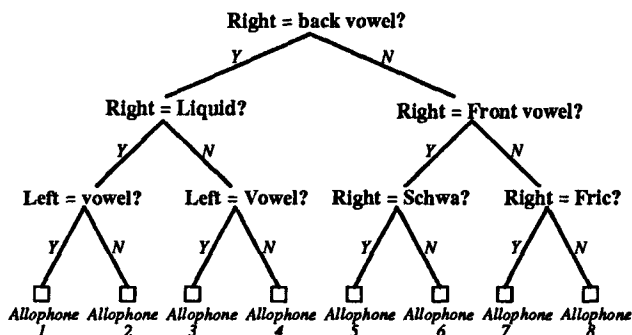 Right = back vowel?
Y N
Right = Liquid? Right = Front vowel?
Y N Y N
Left = vowel? Left = Vowel? Right = Schwa? Right = Fric?
Y N Y N Y N Y N
Allophone Allophone Allophone Allophone Allophone Allophone Allophone Allophone
1 2 3 4 5 6 7 8